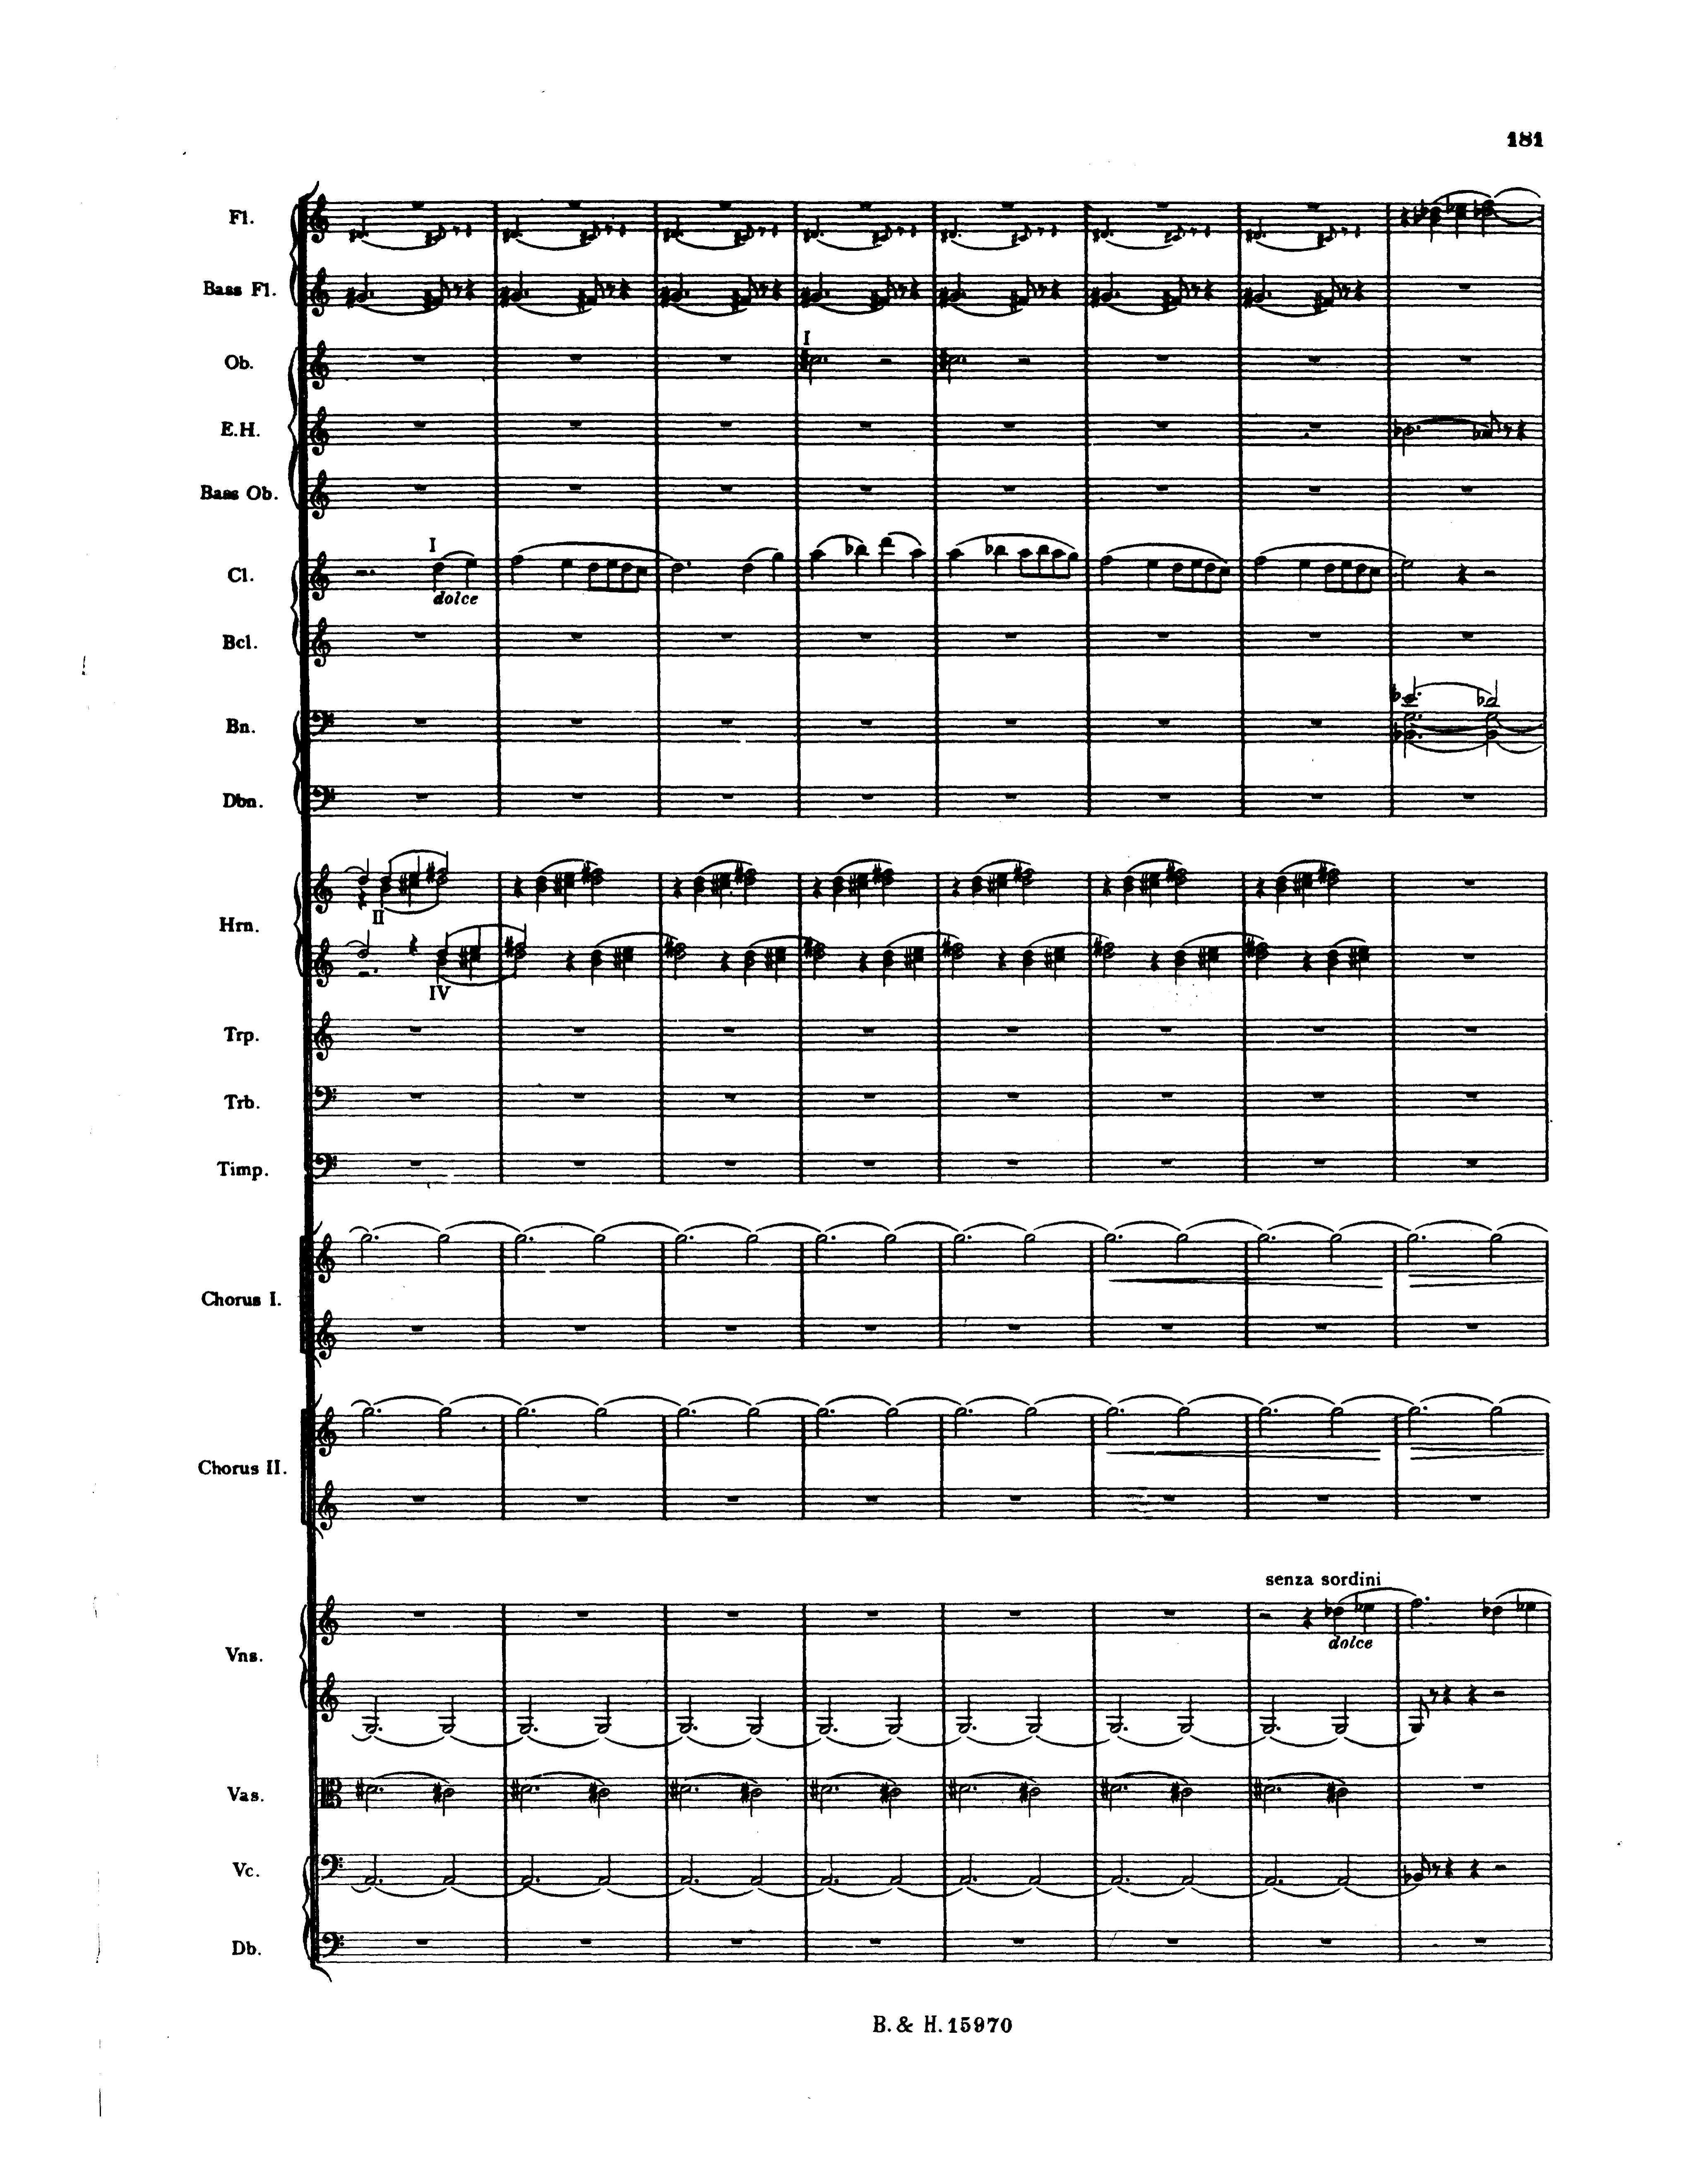 181
Fl.
Bass Fl.
Ob.
I
E.H.
Bass Ob.
Cl.
I
dolce
Bcl.
Bn.
Dbn.
Hrn.
II
IV
Trp.
Trb.
Timp.
Chorus I.
Chorus II.
senza sordini
Vns.
dolce
Vas.
Vc.
Db.
B. & H. 15970